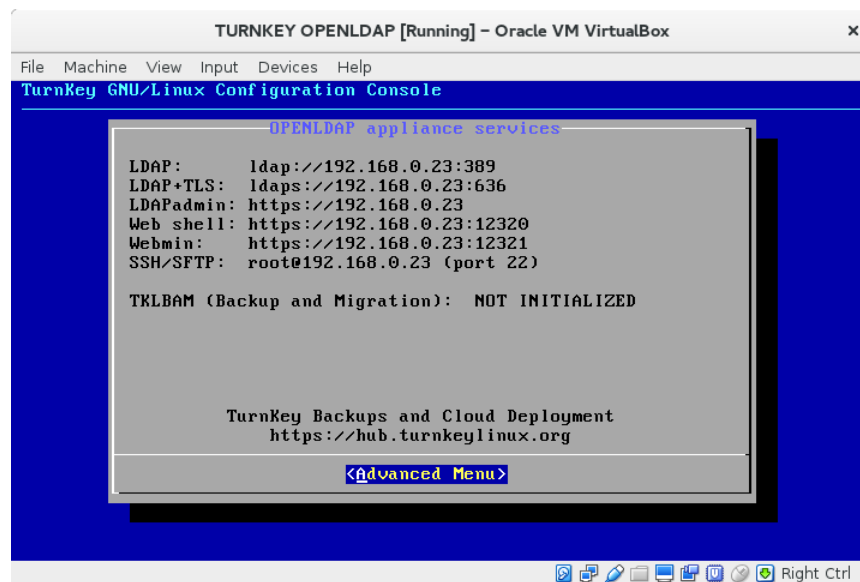 TURNKEY OPENLDAP [Running] – Oracle VM VirtualBox
File Machine View Input Devices Help
TurnKey GNU/Linux Configuration Console
OPENLDAP appliance services
LDAP: ldap://192.168.0.23:389
LDAP+TLS: ldaps://192.168.0.23:636
LDAPadmin: https://192.168.0.23
Web shell: https://192.168.0.23:12320
Webmin: https://192.168.0.23:12321
SSH/SFTP: root@192.168.0.23 (port 22)
TKLBAM (Backup and Migration): NOT INITIALIZED
TurnKey Backups and Cloud Deployment
https://hub.turnkeylinux.org
<Advanced Menu>
Right Ctrl